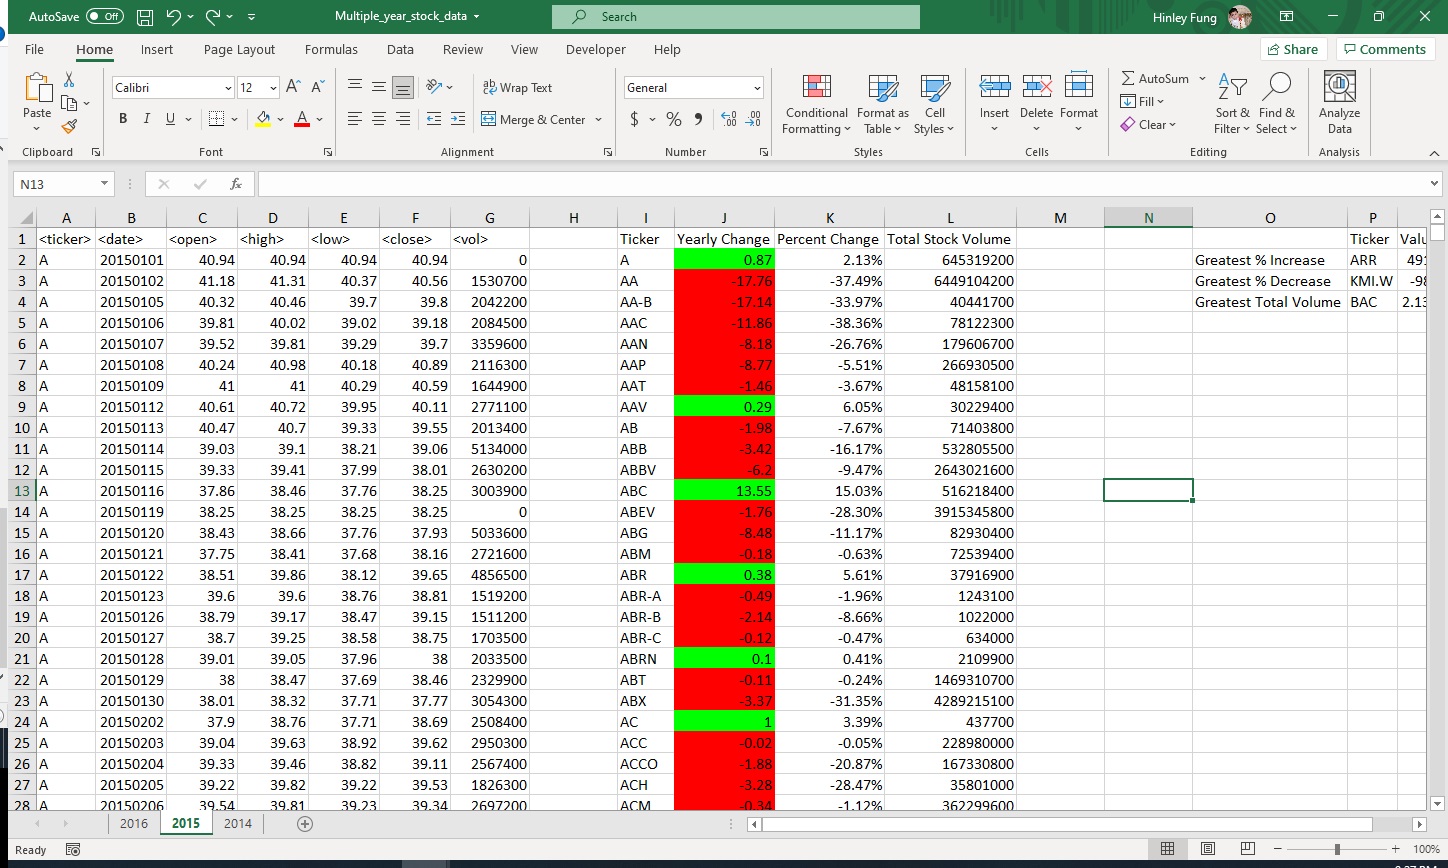 AutoSave Off Multiple_year_stock_data Search Hinley Fung
File Home Insert Page Layout Formulas Data Review View Developer Help Share Comments
Calibri 12 ab Wrap Text General AutoSum
Paste Conditional Format as Cell Insert Delete Format Fill Sort & Find & Analyze
B I U A Merge & Center $ % Formatting Table Styles Clear Filter Select Data
Clipboard Font Alignment Number Styles Cells Editing Analysis
N13 fx
A B C D E F G H I J K L M N O P
1 <ticker> <date> <open> <high> <low> <close> <vol> Ticker Yearly Change Percent Change Total Stock Volume Ticker
2 A 20150101 40.94 40.94 40.94 40.94 0 A 0.87 2.13% 645319200 Greatest % Increase ARR
3 A 20150102 41.18 41.31 40.37 40.56 1530700 AA -17.76 -37.49% 6449104200 Greatest % Decrease KMI.W
4 A 20150105 40.32 40.46 39.7 39.8 2042200 AA-B -17.14 -33.97% 40441700 Greatest Total Volume BAC
5 A 20150106 39.81 40.02 39.02 39.18 2084500 AAC -11.86 -38.36% 78122300
6 A 20150107 39.52 39.81 39.29 39.7 3359600 AAN -8.18 -26.76% 179606700
7 A 20150108 40.24 40.98 40.18 40.89 2116300 AAP -8.77 -5.51% 266930500
8 A 20150109 41 41 40.29 40.59 1644900 AAT -1.46 -3.67% 48158100
9 A 20150112 40.61 40.72 39.95 40.11 2771100 AAV 0.29 6.05% 30229400
10 A 20150113 40.47 40.7 39.33 39.55 2013400 AB -1.98 -7.67% 71403800
11 A 20150114 39.03 39.1 38.21 39.06 5134000 ABB -3.42 -16.17% 532805500
12 A 20150115 39.33 39.41 37.99 38.01 2630200 ABBV -6.2 -9.47% 2643021600
13 A 20150116 37.86 38.46 37.76 38.25 3003900 ABC 13.55 15.03% 516218400
14 A 20150119 38.25 38.25 38.25 38.25 0 ABEV -1.76 -28.30% 3915345800
15 A 20150120 38.43 38.66 37.76 37.93 5033600 ABG -8.48 -11.17% 82930400
16 A 20150121 37.75 38.41 37.68 38.16 2721600 ABM -0.18 -0.63% 72539400
17 A 20150122 38.51 39.86 38.12 39.65 4856500 ABR 0.38 5.61% 37916900
18 A 20150123 39.6 39.6 38.76 38.81 1519200 ABR-A -0.49 -1.96% 1243100
19 A 20150126 38.79 39.17 38.47 39.15 1511200 ABR-B -2.14 -8.66% 1022000
20 A 20150127 38.7 39.25 38.58 38.75 1703500 ABR-C -0.12 -0.47% 634000
21 A 20150128 39.01 39.05 37.96 38 2033500 ABRN 0.1 0.41% 2109900
22 A 20150129 38 38.47 37.69 38.46 2329900 ABT -0.11 -0.24% 1469310700
23 A 20150130 38.01 38.32 37.71 37.77 3054300 ABX -3.37 -31.35% 4289215100
24 A 20150202 37.9 38.76 37.71 38.69 2508400 AC 1 3.39% 437700
25 A 20150203 39.04 39.63 38.92 39.62 2950300 ACC -0.02 -0.05% 228980000
26 A 20150204 39.33 39.46 38.82 39.11 2567400 ACCO -1.88 -20.87% 167330800
27 A 20150205 39.22 39.82 39.22 39.53 1826300 ACH -3.28 -28.47% 35801000
28 A 20150206 39.54 39.81 39.23 39.34 2697200 ACM -0.34 -1.12% 362299600
2016 2015 2014
Ready 100%